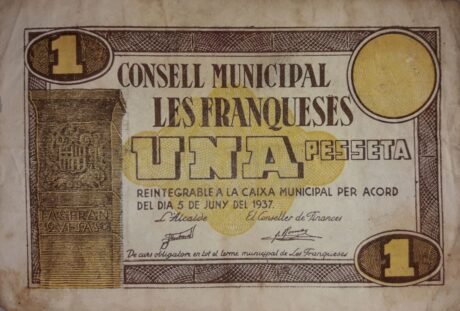 1
CONSELL MUNICIPAL
LES FRANQUESES
UNA PESSETA
REINTEGRABLE A LA CAIXA MUNICIPAL PER ACORD
DEL DIA 5 DE JUNY DEL 1937.
L'Alcalde El Conseller de Finances
De curs obligatori en tot el terme municipal de Les Franqueses
1